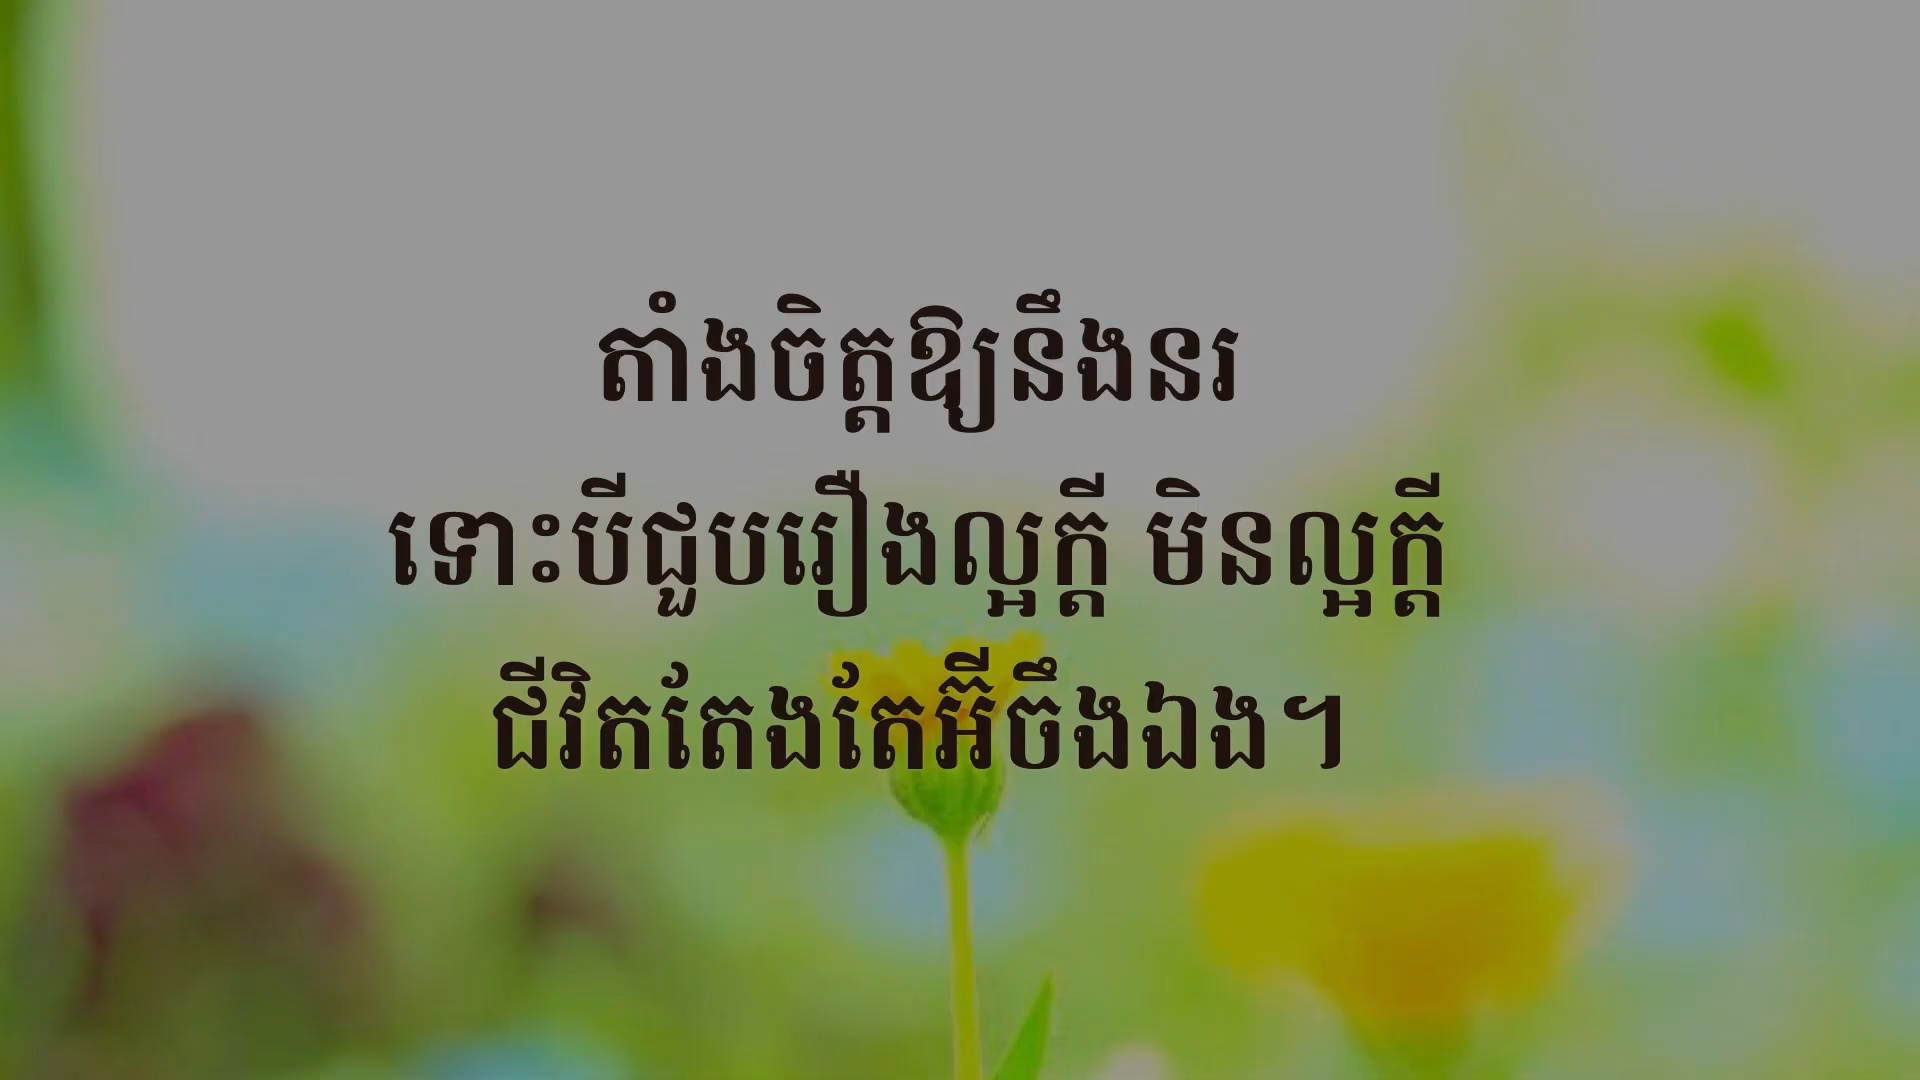 តាំងចិត្តឱ្យនឹងនរ
ទោះបីជួបរឿងល្អក្តី មិនល្អក្តី
ជីវិតតែងតែអ៊ីចឹងឯង។